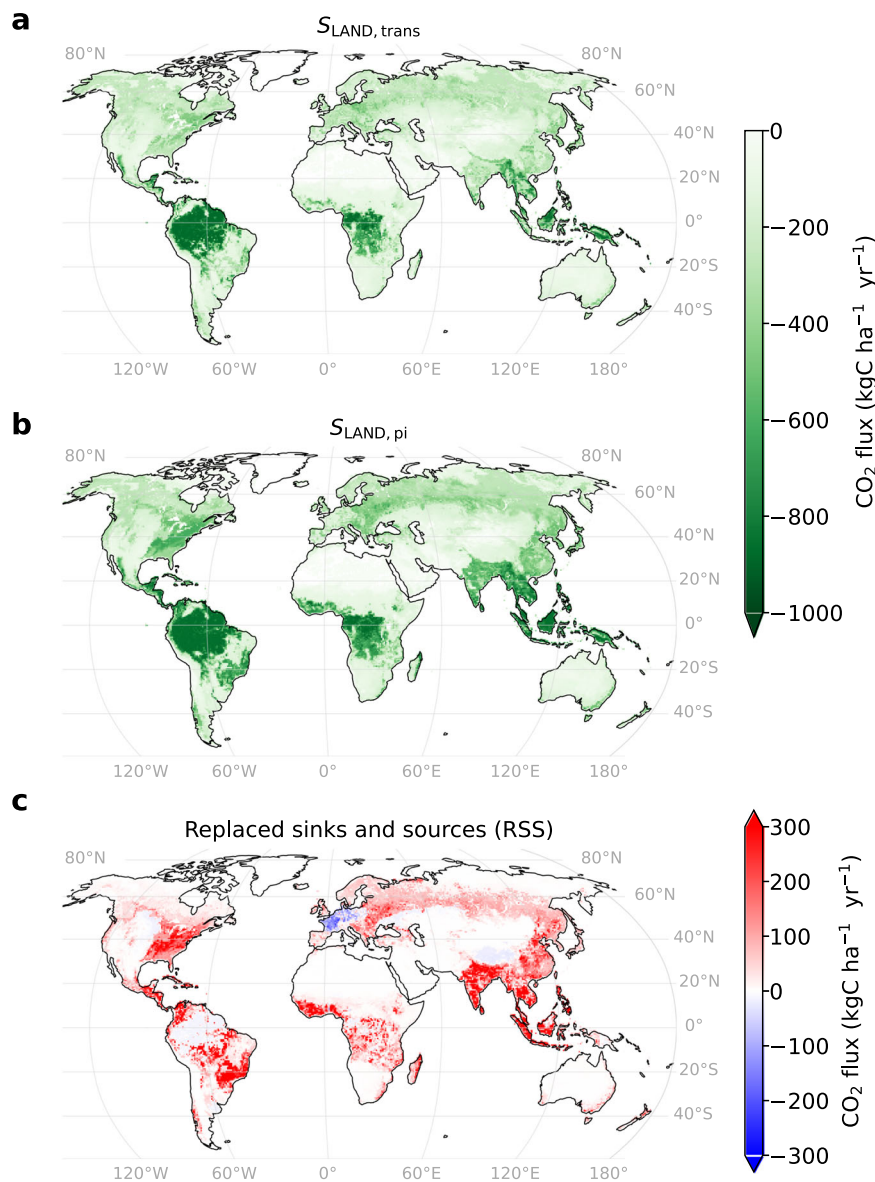 a
S_LAND, trans
80°N
80°N
60°N
40°N
20°N
0°
20°S
40°S
120°W 60°W 0° 60°E 120°E 180°
0
−200
−400
−600
−800
−1000
CO₂ flux (kgC ha⁻¹ yr⁻¹)
b
S_LAND, pi
80°N
80°N
60°N
40°N
20°N
0°
20°S
40°S
120°W 60°W 0° 60°E 120°E 180°
c
Replaced sinks and sources (RSS)
80°N
80°N
60°N
40°N
20°N
0°
20°S
40°S
120°W 60°W 0° 60°E 120°E 180°
300
200
100
0
−100
−200
−300
CO₂ flux (kgC ha⁻¹ yr⁻¹)